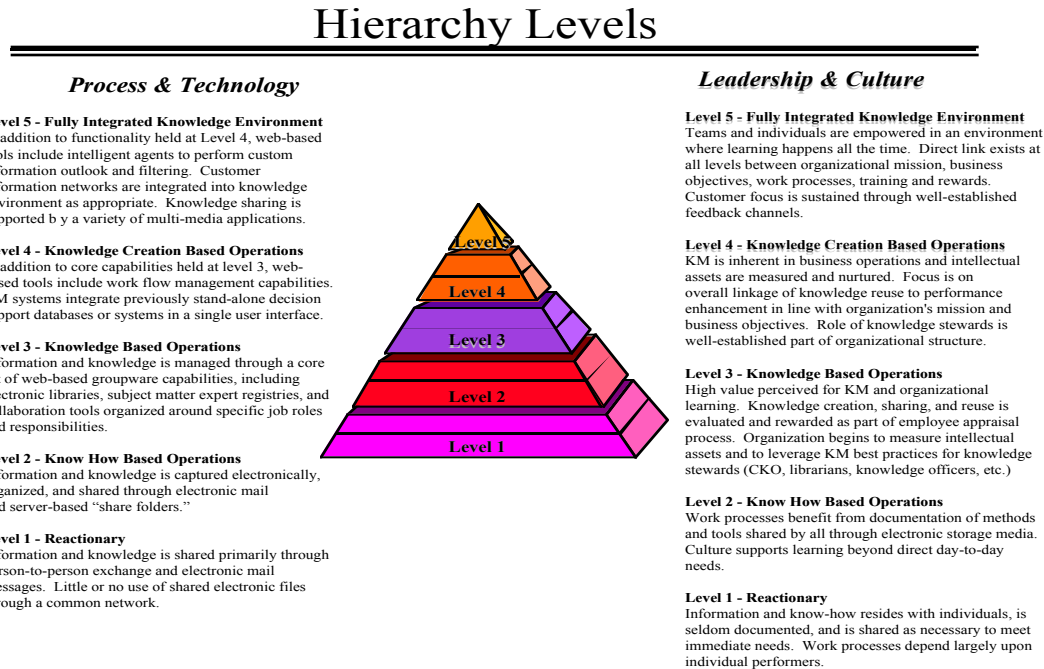 Hierarchy Levels
Process & Technology
evel 5 - Fully Integrated Knowledge Environment
addition to functionality held at Level 4, web-based
ols include intelligent agents to perform custom
formation outlook and filtering. Customer
formation networks are integrated into knowledge
vironment as appropriate. Knowledge sharing is
pported b y a variety of multi-media applications.
evel 4 - Knowledge Creation Based Operations
addition to core capabilities held at level 3, web-
sed tools include work flow management capabilities.
M systems integrate previously stand-alone decision
pport databases or systems in a single user interface.
evel 3 - Knowledge Based Operations
formation and knowledge is managed through a core
t of web-based groupware capabilities, including
ectronic libraries, subject matter expert registries, and
llaboration tools organized around specific job roles
d responsibilities.
evel 2 - Know How Based Operations
formation and knowledge is captured electronically,
ganized, and shared through electronic mail
d server-based “share folders.”
evel 1 - Reactionary
formation and knowledge is shared primarily through
rson-to-person exchange and electronic mail
essages. Little or no use of shared electronic files
rough a common network.
Level 5
Level 4
Level 3
Level 2
Level 1
Leadership & Culture
Level 5 - Fully Integrated Knowledge Environment
Teams and individuals are empowered in an environment
where learning happens all the time. Direct link exists at
all levels between organizational mission, business
objectives, work processes, training and rewards.
Customer focus is sustained through well-established
feedback channels.
Level 4 - Knowledge Creation Based Operations
KM is inherent in business operations and intellectual
assets are measured and nurtured. Focus is on
overall linkage of knowledge reuse to performance
enhancement in line with organization's mission and
business objectives. Role of knowledge stewards is
well-established part of organizational structure.
Level 3 - Knowledge Based Operations
High value perceived for KM and organizational
learning. Knowledge creation, sharing, and reuse is
evaluated and rewarded as part of employee appraisal
process. Organization begins to measure intellectual
assets and to leverage KM best practices for knowledge
stewards (CKO, librarians, knowledge officers, etc.)
Level 2 - Know How Based Operations
Work processes benefit from documentation of methods
and tools shared by all through electronic storage media.
Culture supports learning beyond direct day-to-day
needs.
Level 1 - Reactionary
Information and know-how resides with individuals, is
seldom documented, and is shared as necessary to meet
immediate needs. Work processes depend largely upon
individual performers.